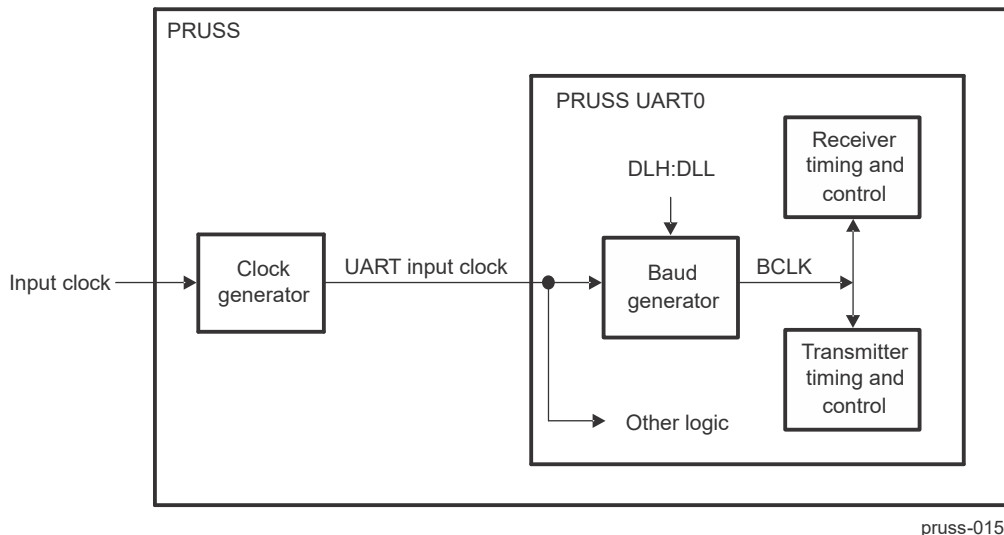 PRUSS
PRUSS UART0
Receiver
timing and
control
DLH:DLL
Input clock
Clock
generator
UART input clock
Baud
generator
BCLK
Transmitter
timing and
control
Other logic
pruss-015